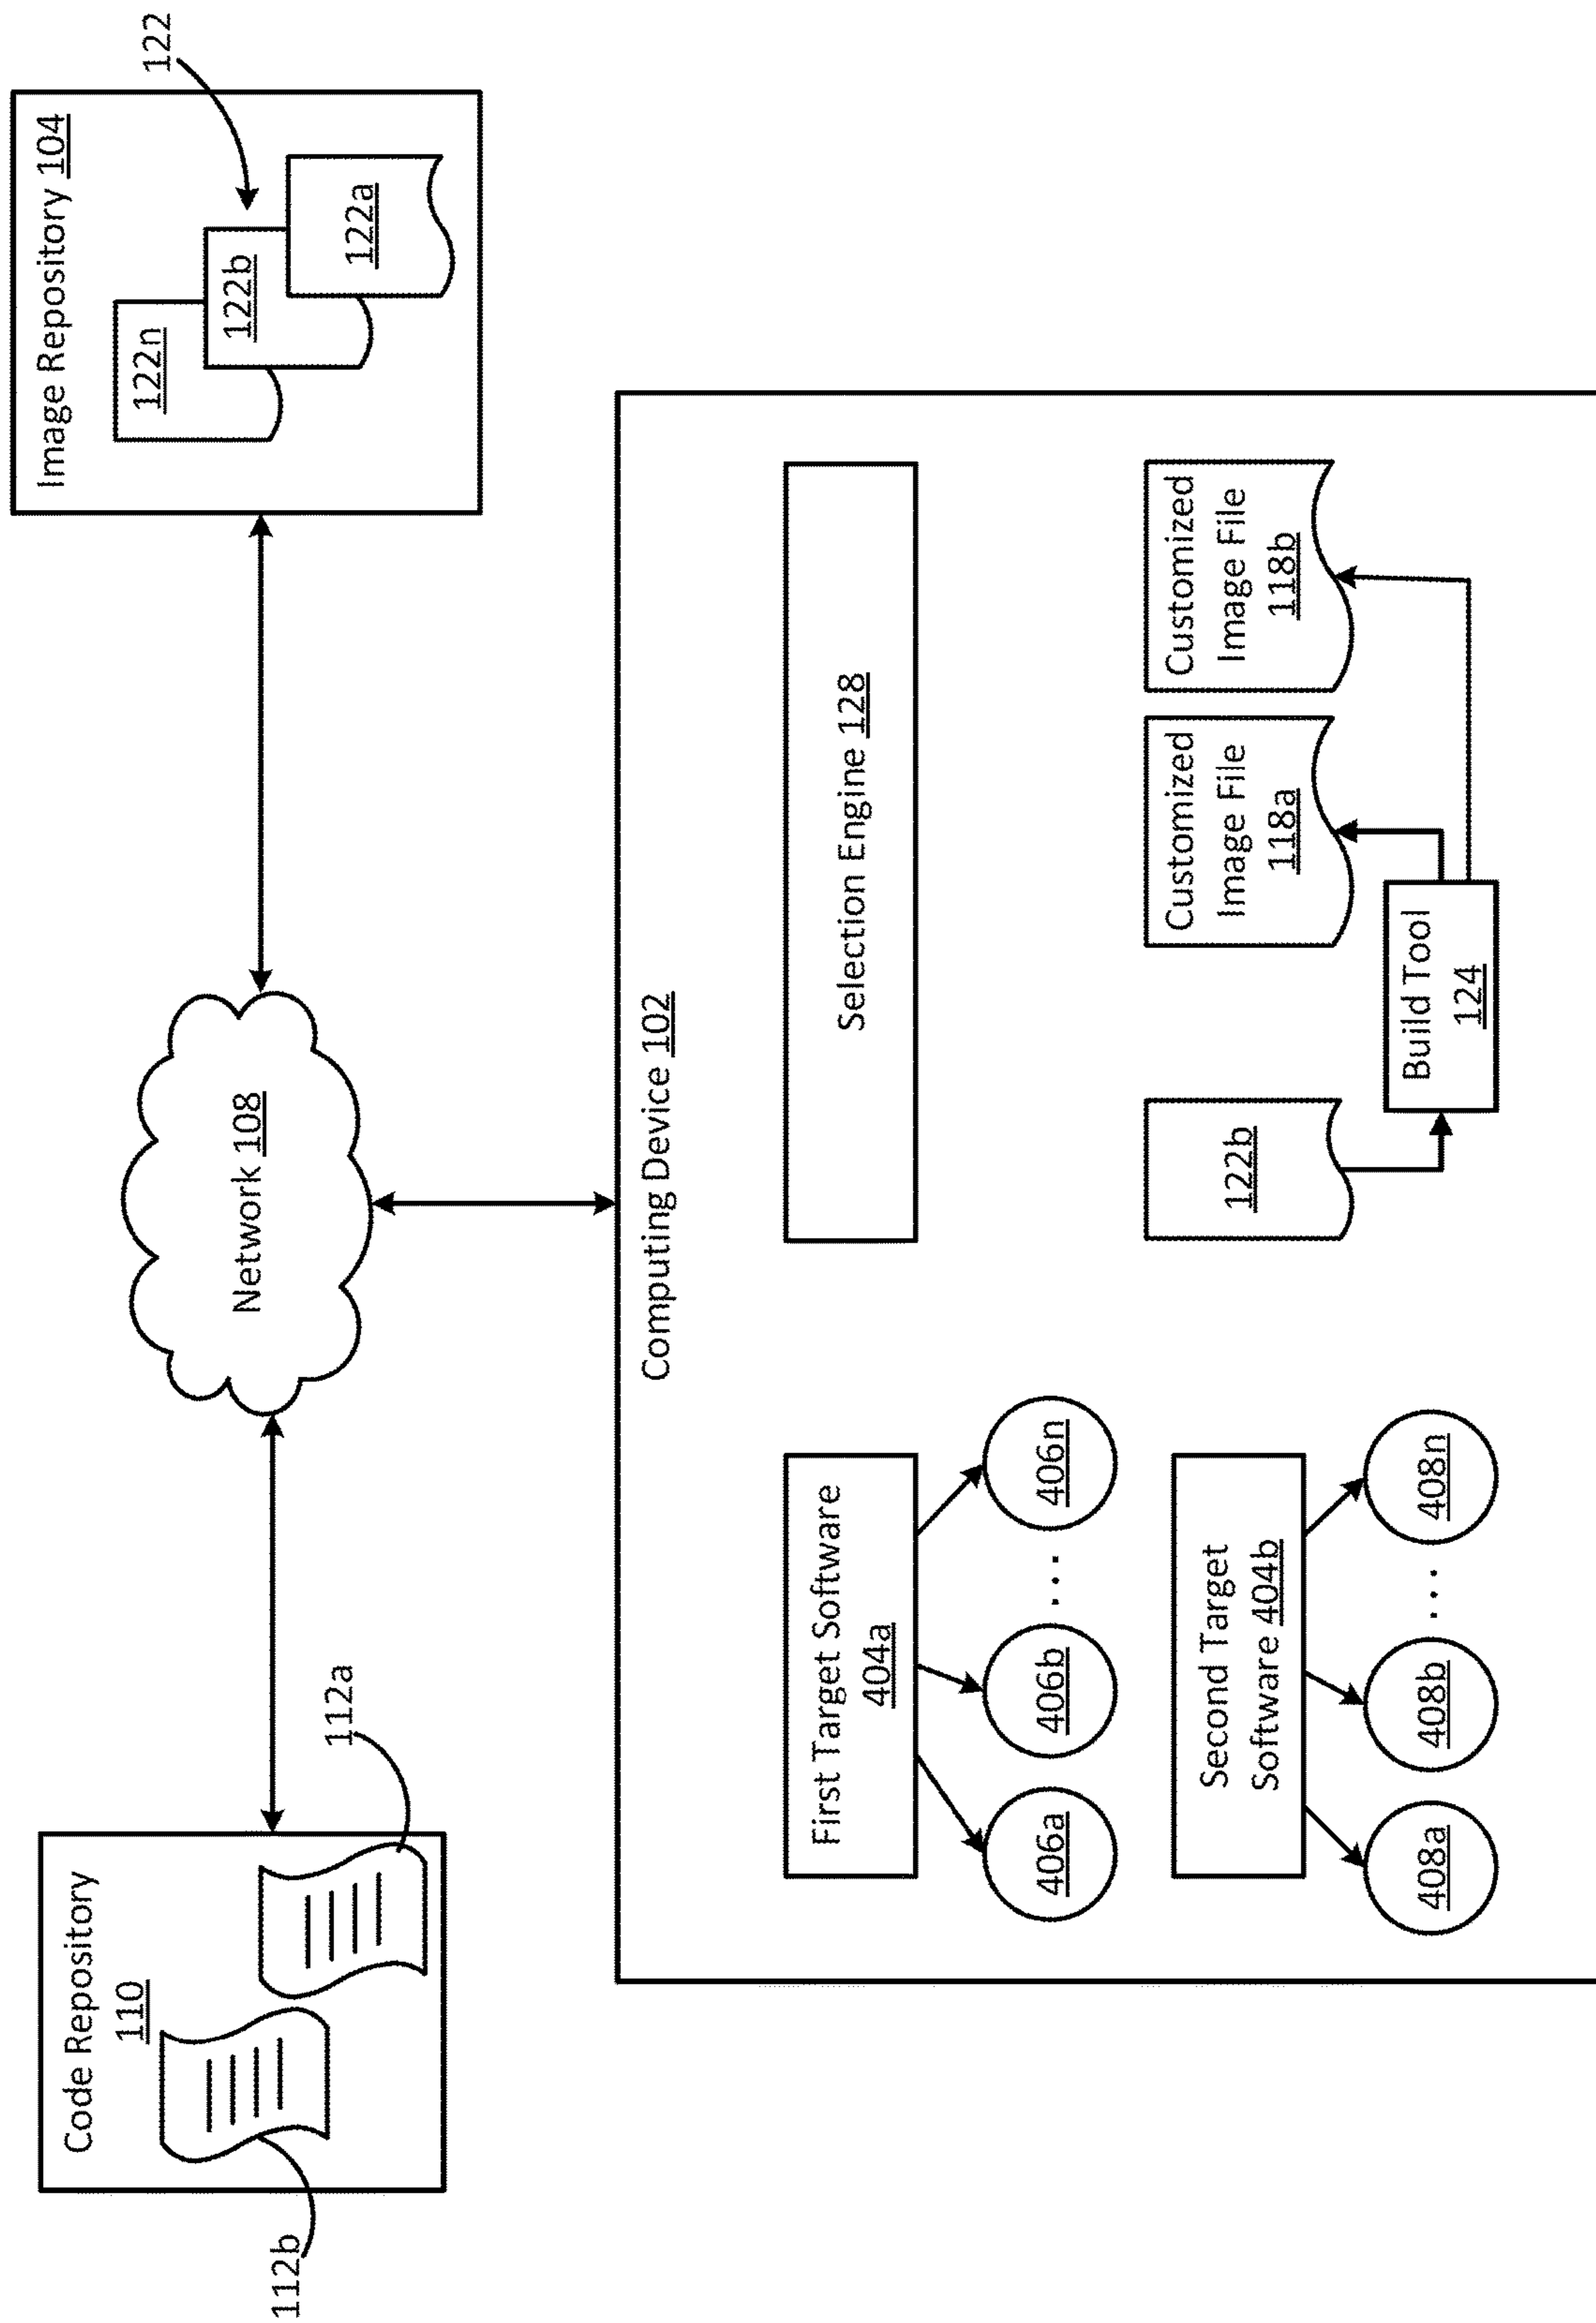 Code Repository
110
112a
112b
Network 108
Image Repository 104
122n
122b
122a
122
Computing Device 102
First Target Software
404a
406a
406b
...
406n
Second Target
Software 404b
408a
408b
...
408n
Selection Engine 128
122b
Build Tool
124
Customized
Image File
118a
Customized
Image File
118b